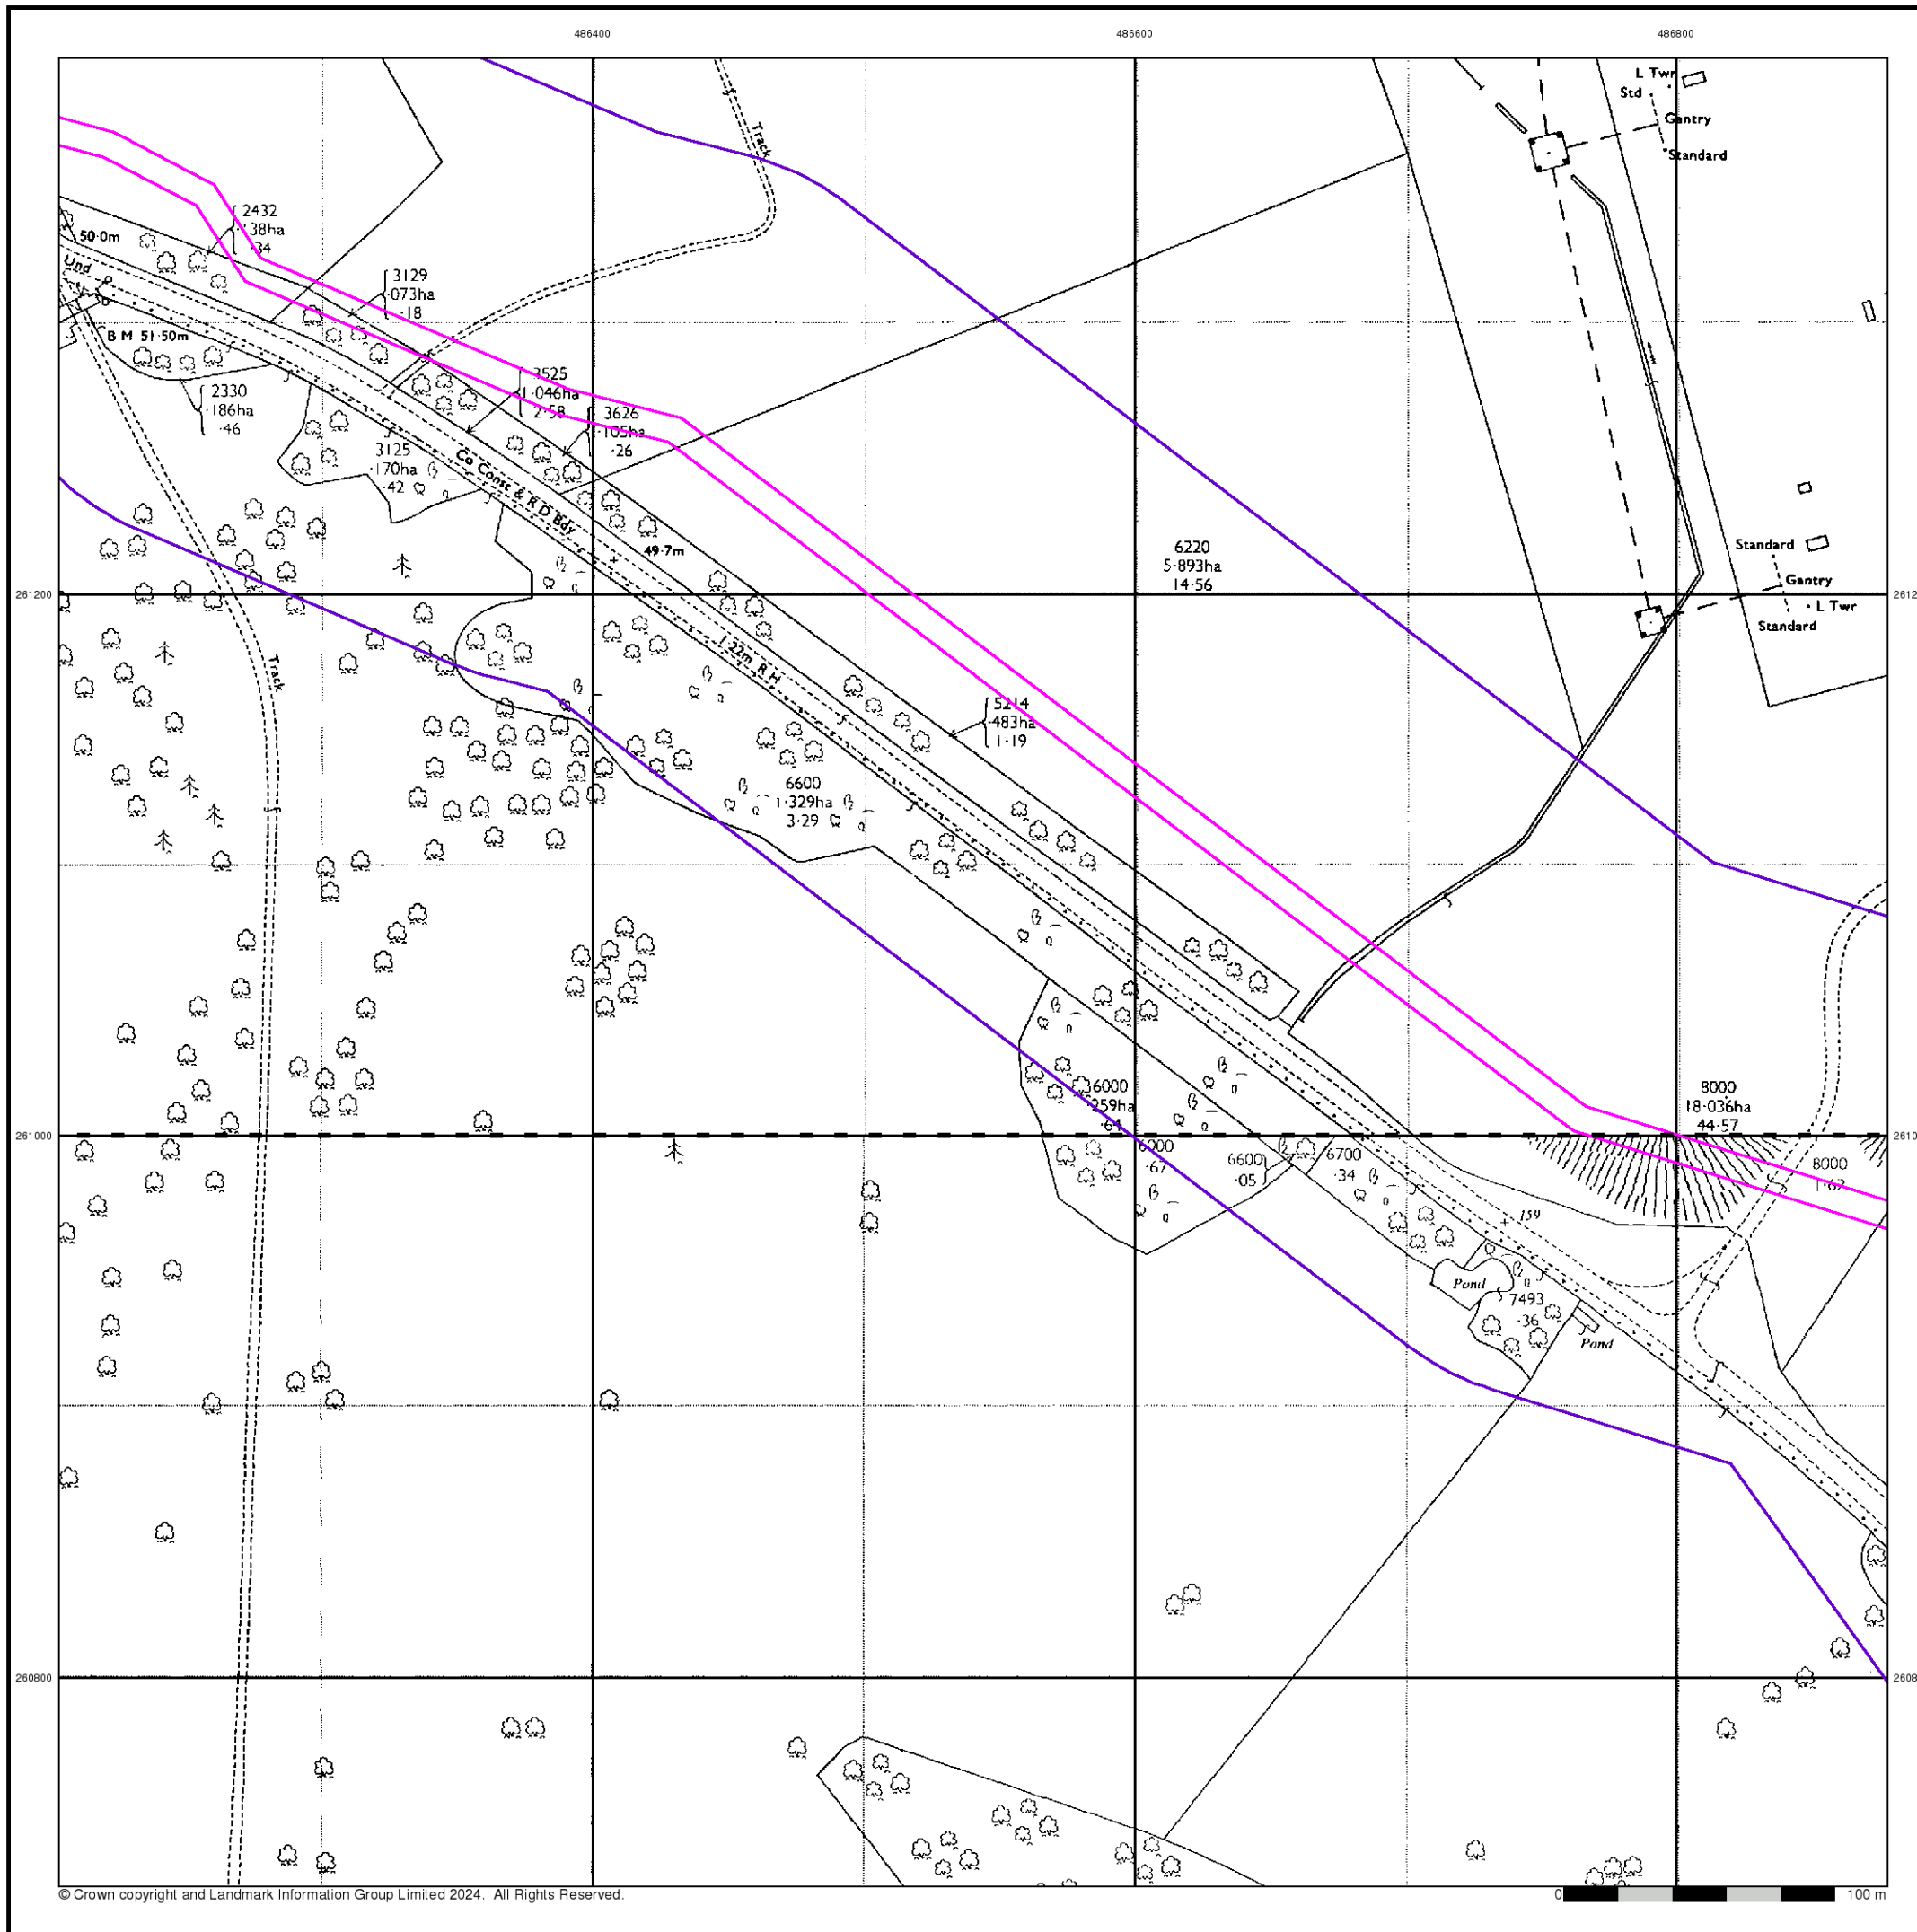 486400
486600
486800
L Twr
Std
Gantry
Standard
Track
2432
·138ha
·34
50·0m
Und
3129
·073ha
·18
B M 51·50m
2330
·186ha
·46
3525
1·046ha
2·58
3626
·105ha
·26
3125
·170ha
·42
Co Const & R D Bdy
49·7m
6220
5·893ha
14·56
Standard
Gantry
L Twr
Standard
261200
2612
Track
1·22m R H
5214
·483ha
1·19
6600
1·329ha
3·29
6000
·259ha
·64
8000
18·036ha
44·57
261000
2610
6000
·67
6600
·05
6700
·34
8000
1·62
159
Pond
7493
·36
Pond
260800
2608
© Crown copyright and Landmark Information Group Limited 2024. All Rights Reserved.
0
100 m